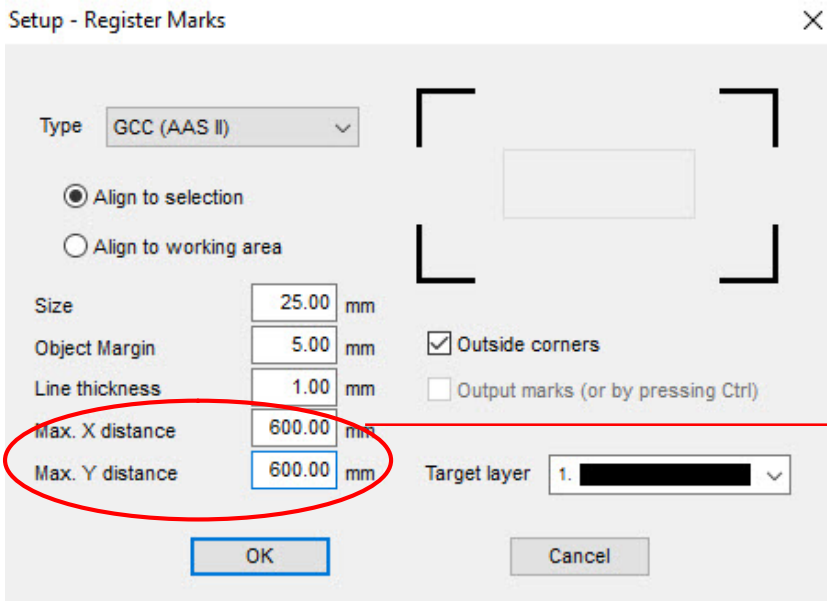 Setup - Register Marks
Type GCC (AAS II)
Align to selection
Align to working area
Size 25.00 mm
Object Margin 5.00 mm
Outside corners
Line thickness 1.00 mm
Output marks (or by pressing Ctrl)
Max. X distance 600.00 mm
Max. Y distance 600.00 mm
Target layer 1.
OK
Cancel